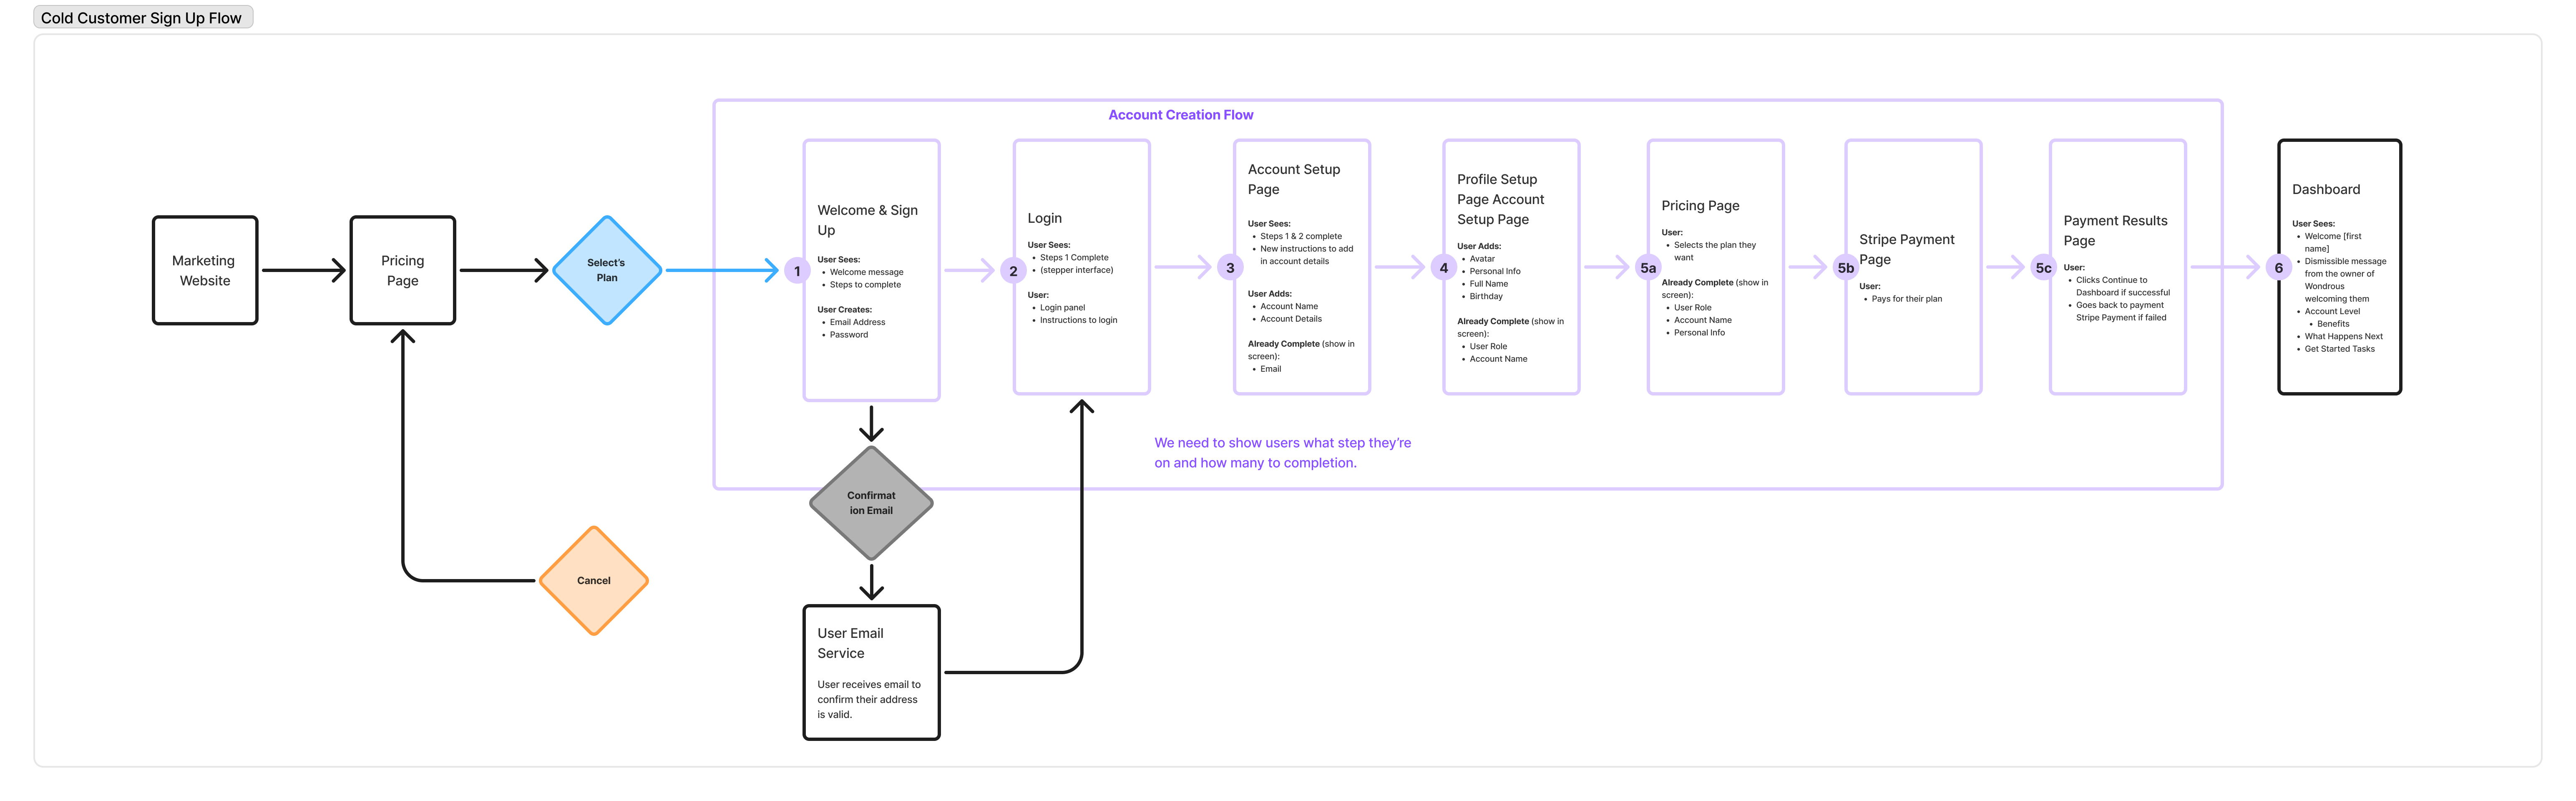 Cold Customer Sign Up Flow
Account Creation Flow
Marketing
Website
Pricing
Page
Select's
Plan
1
Welcome & Sign
Up
User Sees:
• Welcome message
• Steps to complete
User Creates:
• Email Address
• Password
2
Login
User Sees:
• Steps 1 Complete
• (stepper interface)
User:
• Login panel
• Instructions to login
3
Account Setup
Page
User Sees:
• Steps 1 & 2 complete
• New instructions to add
in account details
User Adds:
• Account Name
• Account Details
Already Complete (show in
screen):
• Email
4
Profile Setup
Page Account
Setup Page
User Adds:
• Avatar
• Personal Info
• Full Name
• Birthday
Already Complete (show in
screen):
• User Role
• Account Name
5a
Pricing Page
User:
• Selects the plan they
want
Already Complete (show in
screen):
• User Role
• Account Name
• Personal Info
5b
Stripe Payment
Page
User:
• Pays for their plan
5c
Payment Results
Page
User:
• Clicks Continue to
Dashboard if successful
• Goes back to payment
Stripe Payment if failed
6
Dashboard
User Sees:
• Welcome [first
name]
• Dismissible message
from the owner of
Wondrous
welcoming them
• Account Level
• Benefits
• What Happens Next
• Get Started Tasks
We need to show users what step they're
on and how many to completion.
Confirmat
ion Email
Cancel
User Email
Service
User receives email to
confirm their address
is valid.